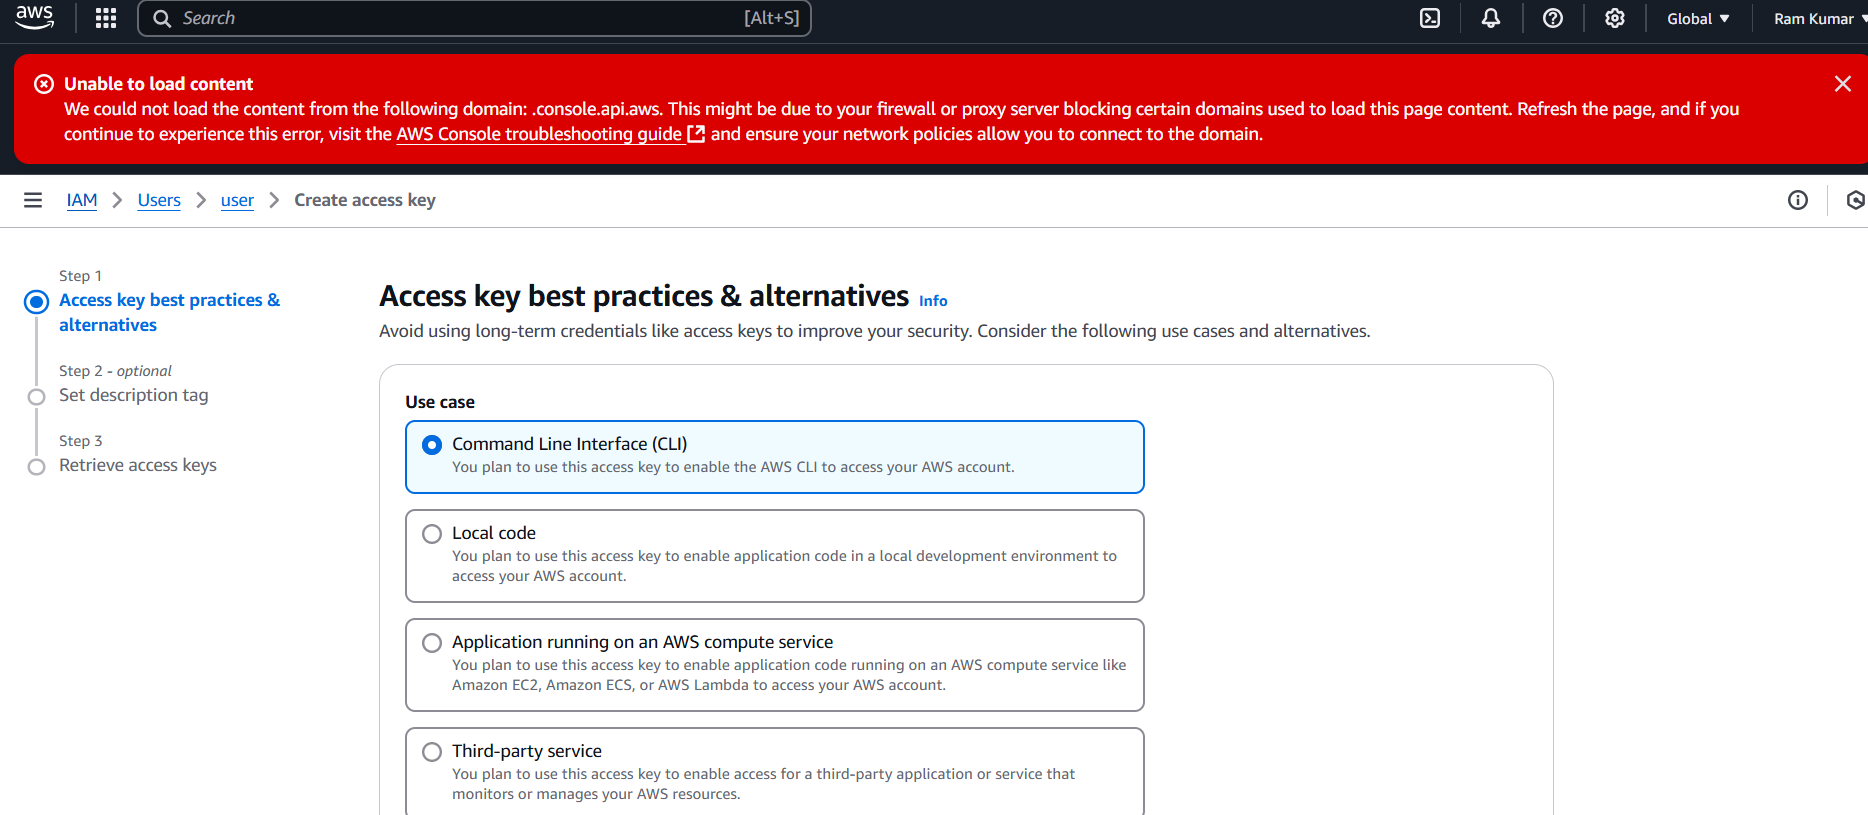 aws
Search [Alt+S]
Global
Ram Kumar
Unable to load content
We could not load the content from the following domain: .console.api.aws. This might be due to your firewall or proxy server blocking certain domains used to load this page content. Refresh the page, and if you
continue to experience this error, visit the AWS Console troubleshooting guide and ensure your network policies allow you to connect to the domain.
IAM > Users > user > Create access key
Step 1
Access key best practices &
alternatives
Step 2 - optional
Set description tag
Step 3
Retrieve access keys
Access key best practices & alternatives Info
Avoid using long-term credentials like access keys to improve your security. Consider the following use cases and alternatives.
Use case
Command Line Interface (CLI)
You plan to use this access key to enable the AWS CLI to access your AWS account.
Local code
You plan to use this access key to enable application code in a local development environment to
access your AWS account.
Application running on an AWS compute service
You plan to use this access key to enable application code running on an AWS compute service like
Amazon EC2, Amazon ECS, or AWS Lambda to access your AWS account.
Third-party service
You plan to use this access key to enable access for a third-party application or service that
monitors or manages your AWS resources.